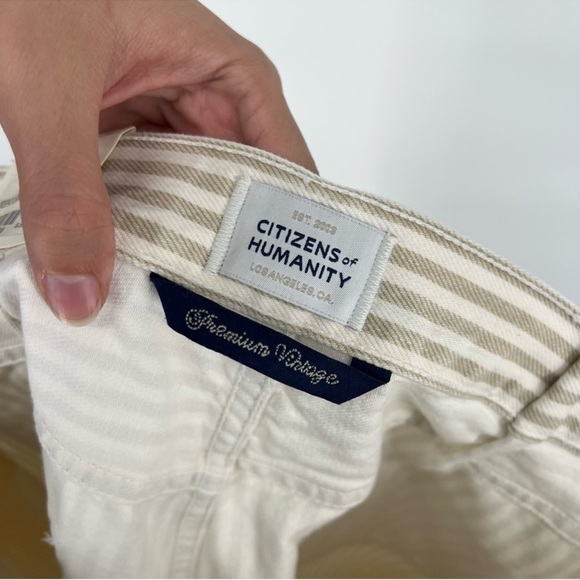 EST. 2003
CITIZENS of
HUMANITY
LOS ANGELES, CA.
Premium Vintage